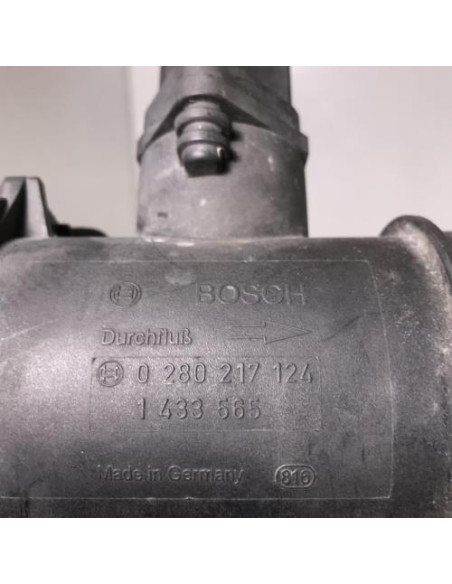 BOSCH
Durchfluß
0 280 217 124
1 433 565
Made in Germany 810